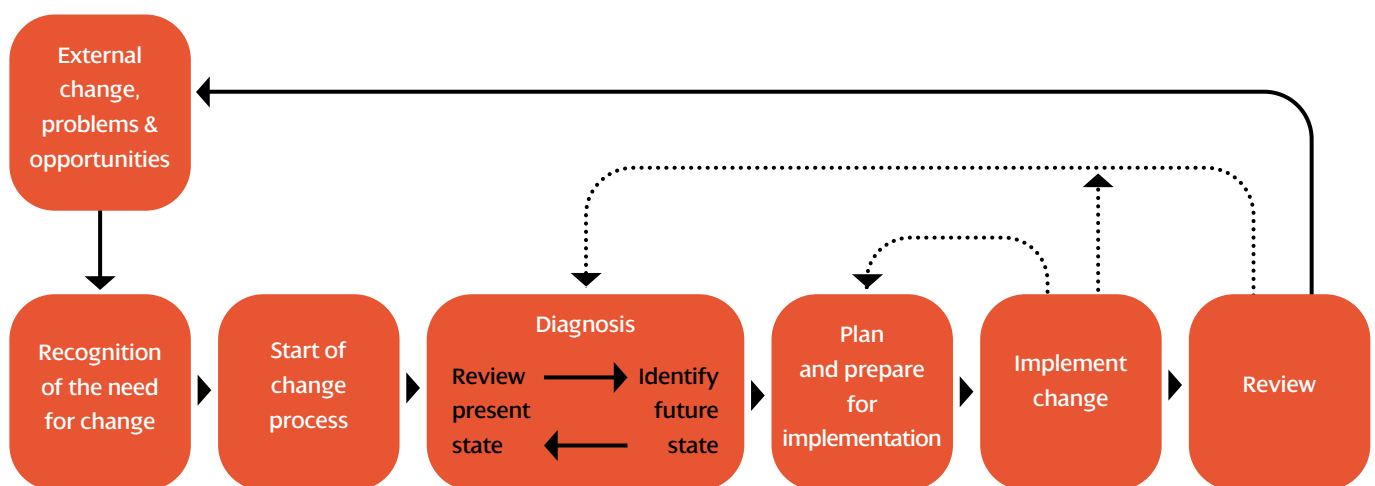 External
change,
problems &
opportunities
Recognition
of the need
for change
Start of
change
process
Diagnosis
Review
present
state
Identify
future
state
Plan
and prepare
for
implementation
Implement
change
Review